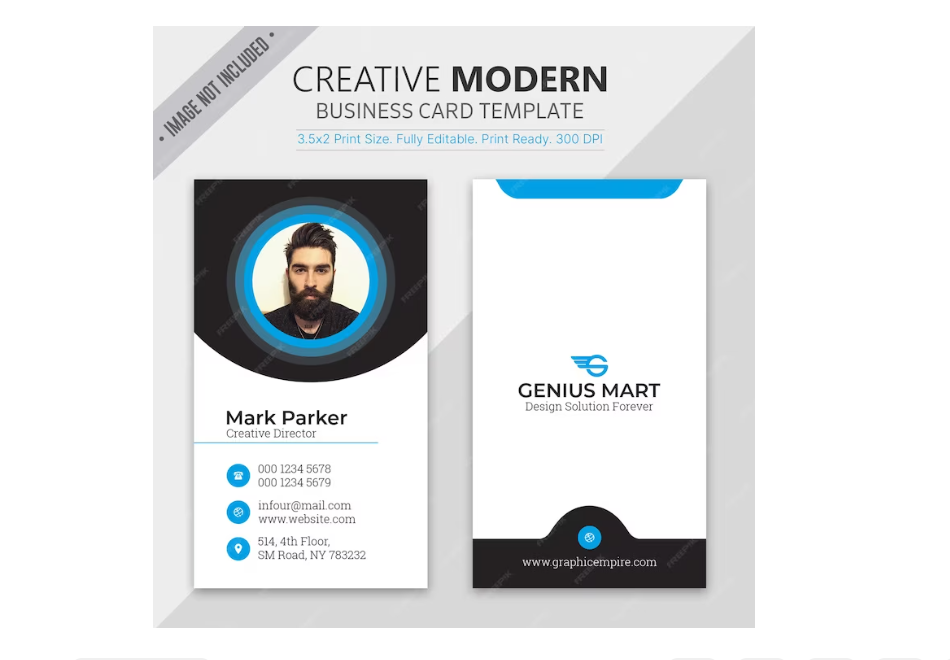 • IMAGE NOT INCLUDED •
CREATIVE MODERN
BUSINESS CARD TEMPLATE
3.5x2 Print Size. Fully Editable. Print Ready. 300 DPI
Mark Parker
Creative Director
000 1234 5678
000 1234 5679
infour@mail.com
www.website.com
514, 4th Floor,
SM Road, NY 783232
GENIUS MART
Design Solution Forever
www.graphicempire.com